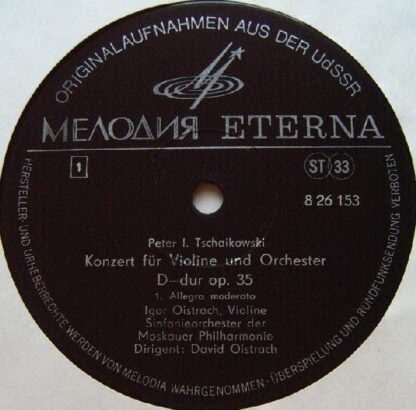 ORIGINALAUFNAHMEN AUS DER UdSSR
МЕЛОДИЯ ETERNA
1
ST 33
8 26 153
Peter I. Tschaikowski
Konzert für Violine und Orchester
D—dur op. 35
1. Allegro moderato
Igor Oistrach, Violine
Sinfonieorchester der
Moskauer Philharmonie
Dirigent: David Oistrach
HERSTELLER- UND URHEBERRECHTE WERDEN VON MELODIA WAHRGENOMMEN - ÜBERSPIELUNG UND RUNDFUNKSENDUNG VERBOTEN